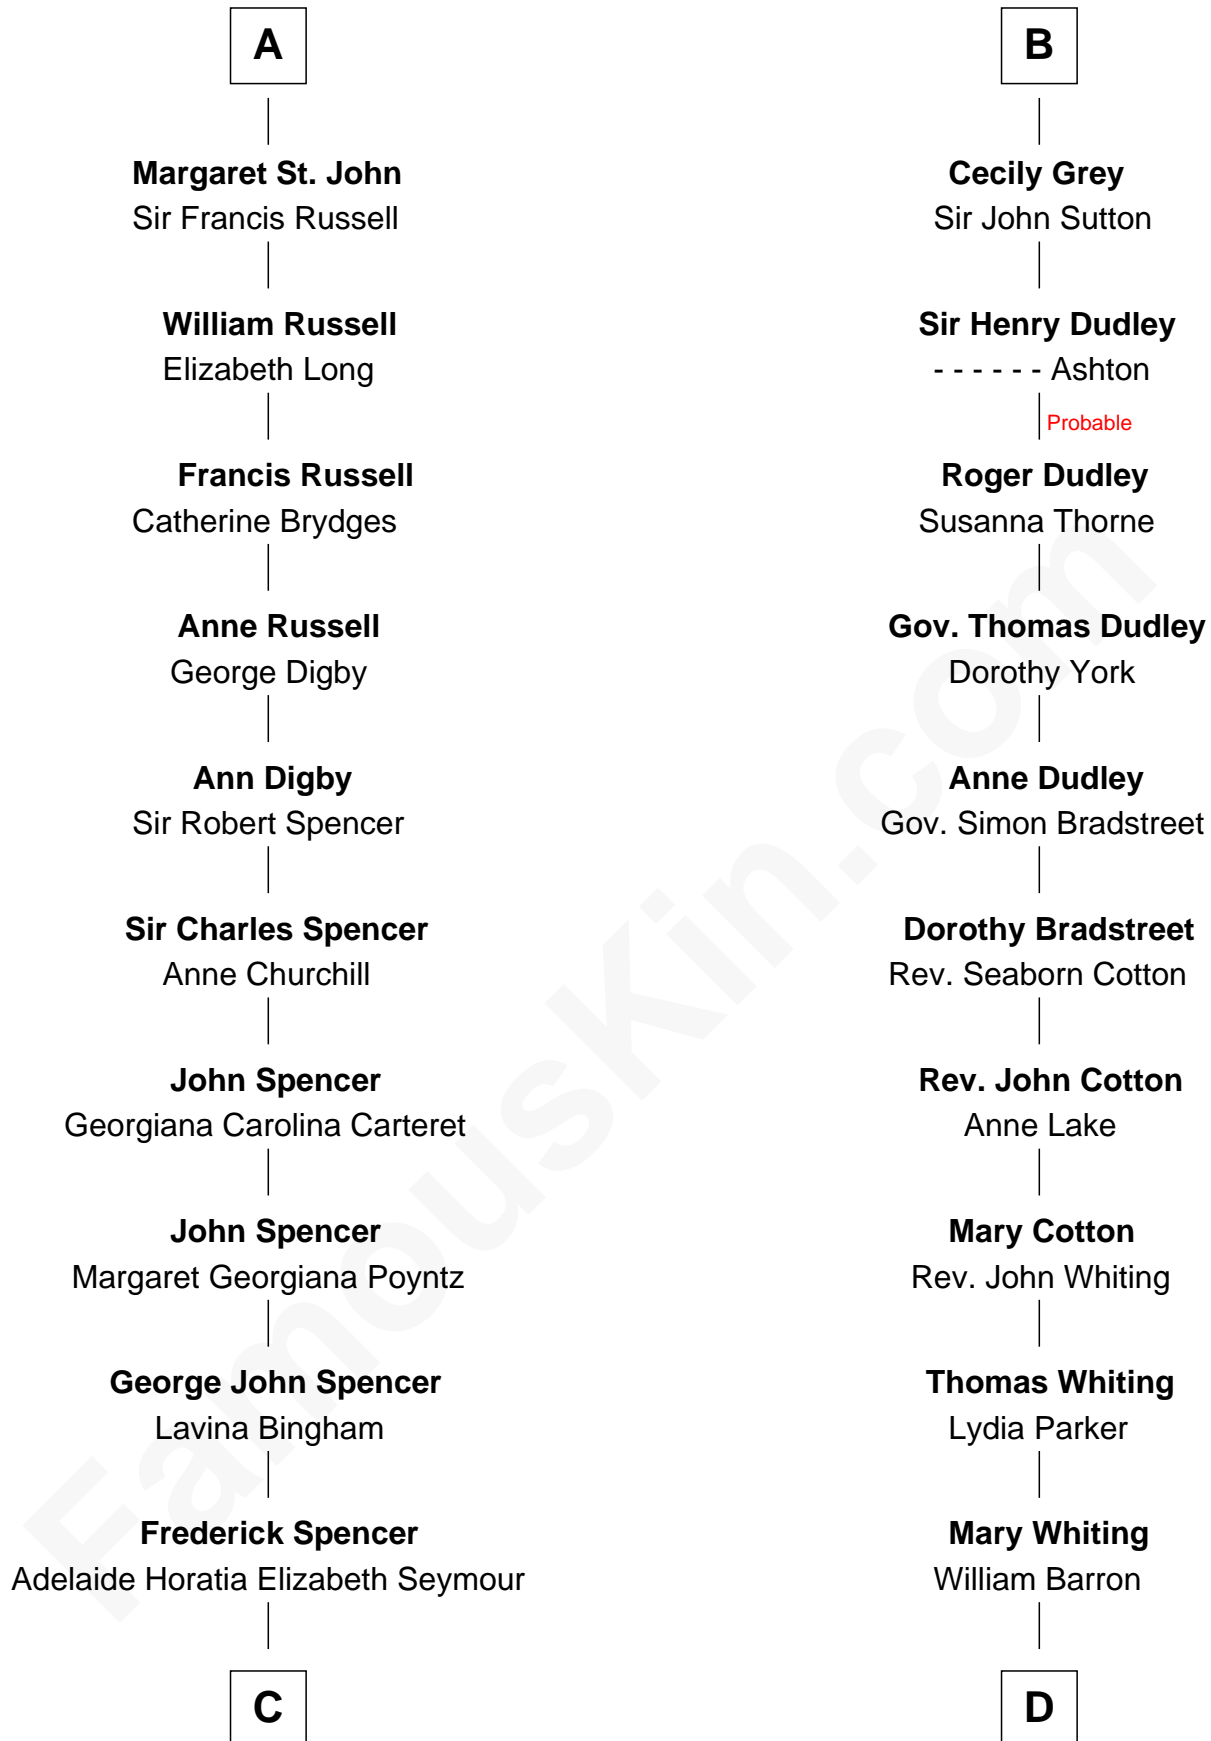 A
Margaret St. John
Sir Francis Russell
William Russell
Elizabeth Long
Francis Russell
Catherine Brydges
Anne Russell
George Digby
Ann Digby
Sir Robert Spencer
Sir Charles Spencer
Anne Churchill
John Spencer
Georgiana Carolina Carteret
John Spencer
Margaret Georgiana Poyntz
George John Spencer
Lavina Bingham
Frederick Spencer
Adelaide Horatia Elizabeth Seymour
C
B
Cecily Grey
Sir John Sutton
Sir Henry Dudley
- - - - - - Ashton
Probable
Roger Dudley
Susanna Thorne
Gov. Thomas Dudley
Dorothy York
Anne Dudley
Gov. Simon Bradstreet
Dorothy Bradstreet
Rev. Seaborn Cotton
Rev. John Cotton
Anne Lake
Mary Cotton
Rev. John Whiting
Thomas Whiting
Lydia Parker
Mary Whiting
William Barron
D
FamousKin.com